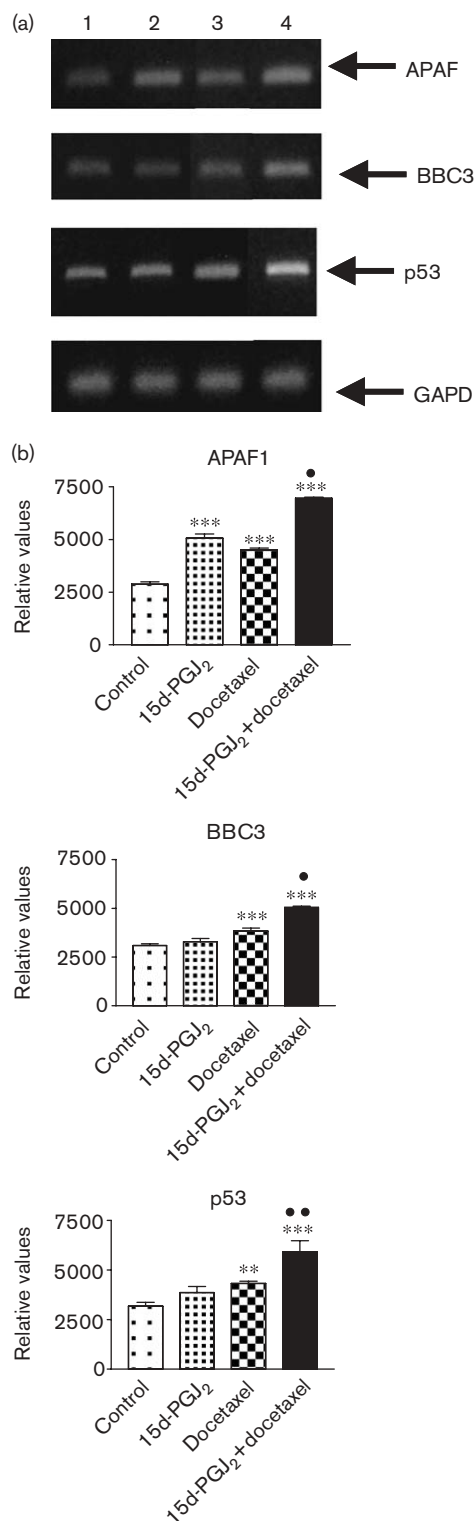 (a)
1 2 3 4
APAF
BBC3
p53
GAPD
(b)
APAF1
7500
5000
2500
0
Relative values
***
***
***
•
Control
15d-PGJ₂
Docetaxel
15d-PGJ₂+docetaxel
BBC3
7500
5000
2500
0
Relative values
***
***
•
Control
15d-PGJ₂
Docetaxel
15d-PGJ₂+docetaxel
p53
7500
5000
2500
0
Relative values
**
***
• •
Control
15d-PGJ₂
Docetaxel
15d-PGJ₂+docetaxel